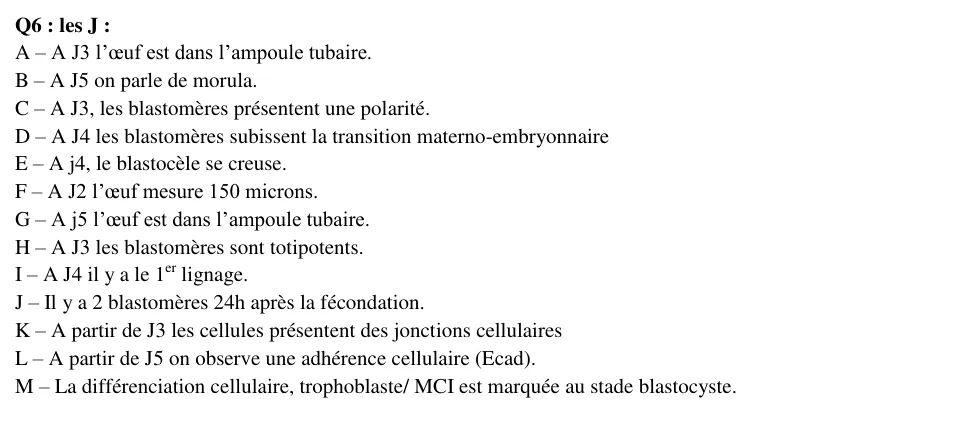 Q6 : les J :
A – A J3 l’œuf est dans l’ampoule tubaire.
B – A J5 on parle de morula.
C – A J3, les blastomères présentent une polarité.
D – A J4 les blastomères subissent la transition materno-embryonnaire
E – A j4, le blastocèle se creuse.
F – A J2 l’œuf mesure 150 microns.
G – A j5 l’œuf est dans l’ampoule tubaire.
H – A J3 les blastomères sont totipotents.
I – A J4 il y a le 1er lignage.
J – Il y a 2 blastomères 24h après la fécondation.
K – A partir de J3 les cellules présentent des jonctions cellulaires
L – A partir de J5 on observe une adhérence cellulaire (Ecad).
M – La différenciation cellulaire, trophoblaste/ MCI est marquée au stade blastocyste.